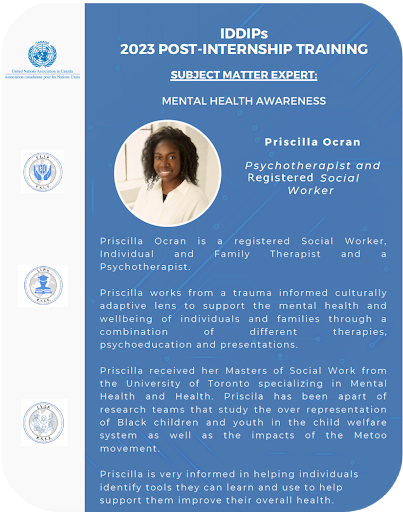 IDDIPs
2023 POST-INTERNSHIP TRAINING
SUBJECT MATTER EXPERT:
MENTAL HEALTH AWARENESS
CANADA
United Nations Association in Canada
Association canadienne pour les Nations Unies
Priscilla Ocran
Psychotherapist and
Registered Social
Worker
Priscilla Ocran is a registered Social Worker,
Individual and Family Therapist and a
Psychotherapist.
Priscilla works from a trauma informed culturally
adaptive lens to support the mental health and
wellbeing of individuals and families through a
combination of different therapies,
psychoeducation and presentations.
Priscilla received her Masters of Social Work from
the University of Toronto specializing in Mental
Health and Health. Priscila has been apart of
research teams that study the over representation
of Black children and youth in the child welfare
system as well as the impacts of the Metoo
movement.
Priscilla is very informed in helping individuals
identify tools they can learn and use to help
support them improve their overall health.